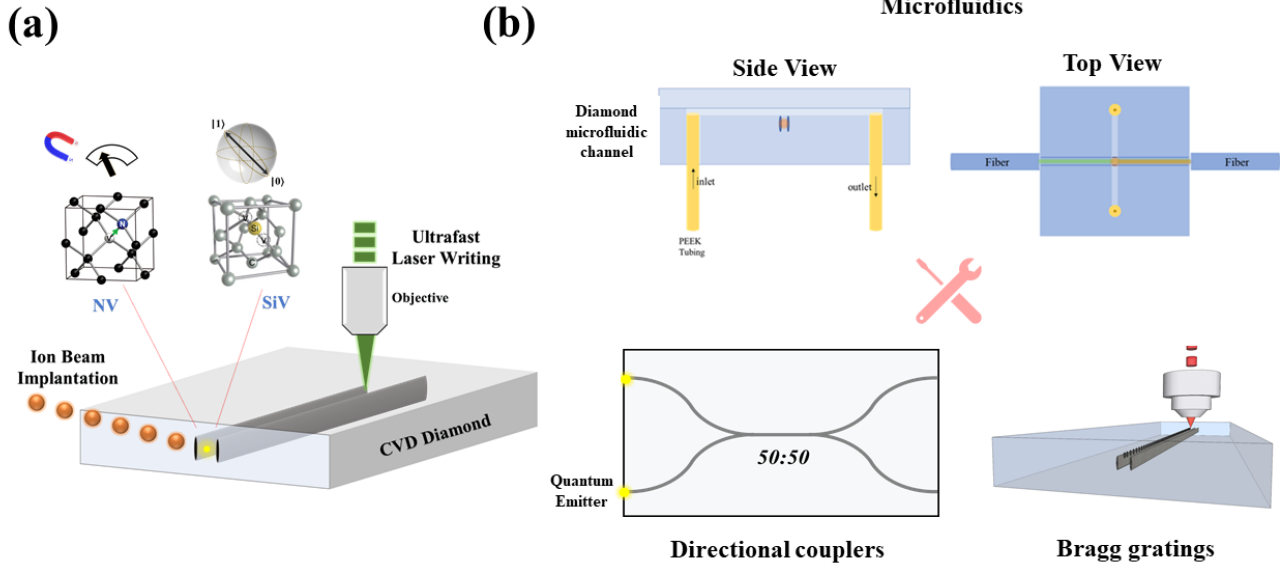 (a)
|1⟩
|0⟩
N
V
Si
C
NV
SiV
Ultrafast
Laser Writing
Objective
Ion Beam
Implantation
CVD Diamond
(b)
Microfluidics
Side View
Top View
Diamond
microfluidic
channel
inlet
outlet
PEEK
Tubing
Fiber
Fiber
50:50
Quantum
Emitter
Directional couplers
Bragg gratings